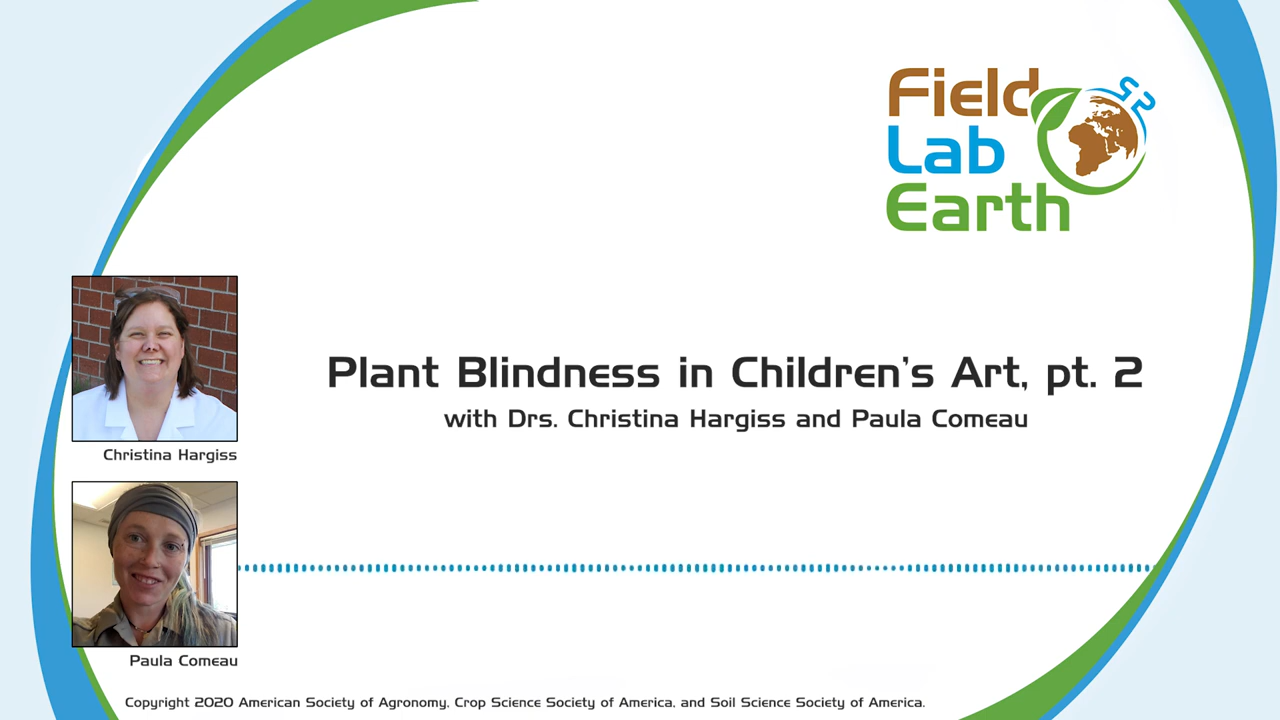 Field
Lab
Earth
Plant Blindness in Children's Art, pt. 2
with Drs. Christina Hargiss and Paula Comeau
Christina Hargiss
Paula Comeau
Copyright 2020 American Society of Agronomy, Crop Science Society of America, and Soil Science Society of America.